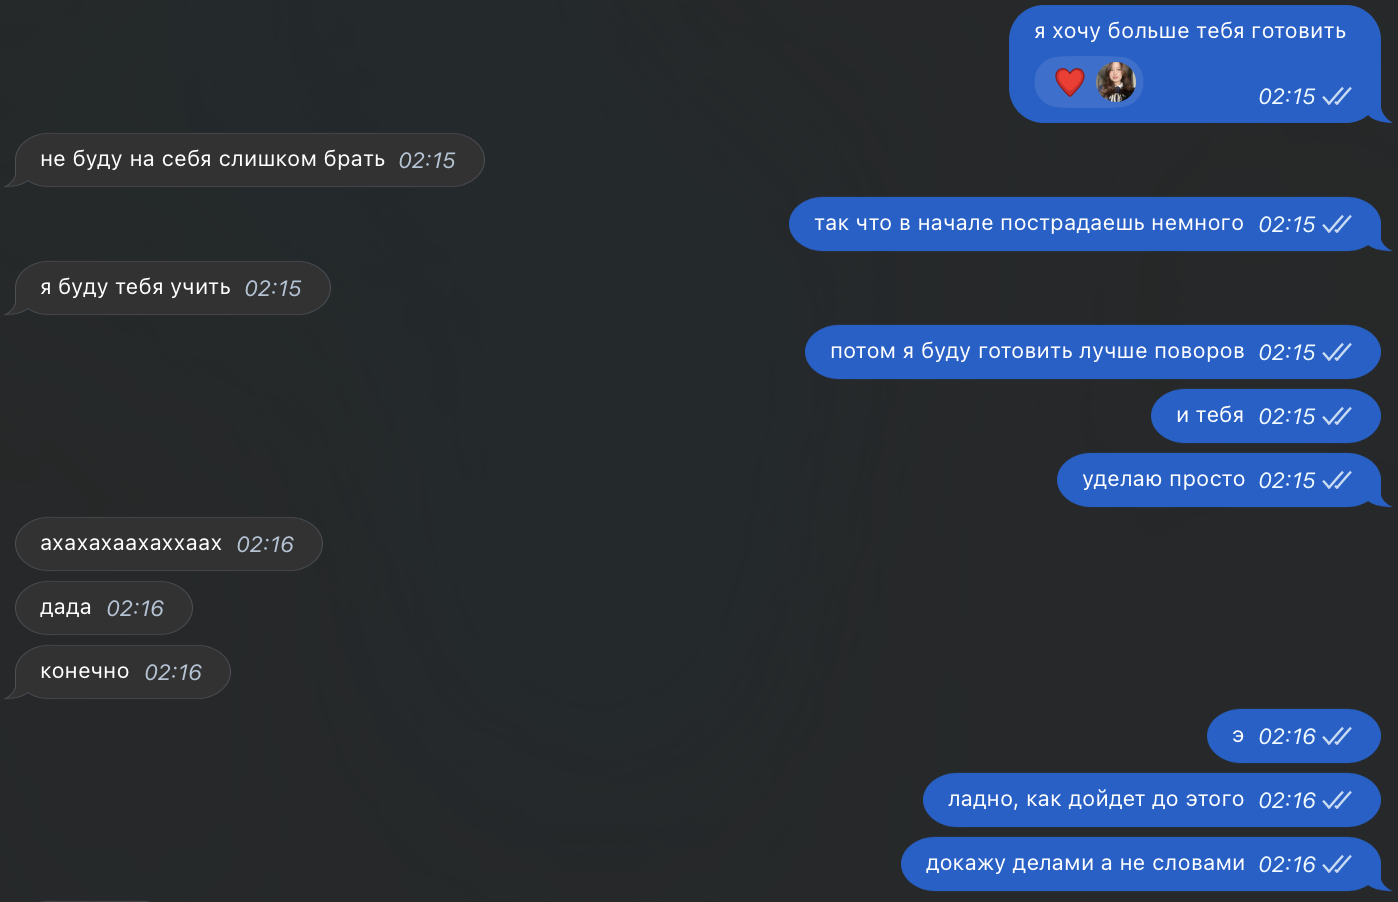 я хочу больше тебя готовить
02:15
не буду на себя слишком брать 02:15
так что в начале пострадаешь немного 02:15
я буду тебя учить 02:15
потом я буду готовить лучше поворов 02:15
и тебя 02:15
уделаю просто 02:15
ахахахаахаххаах 02:16
дада 02:16
конечно 02:16
э 02:16
ладно, как дойдет до этого 02:16
докажу делами а не словами 02:16